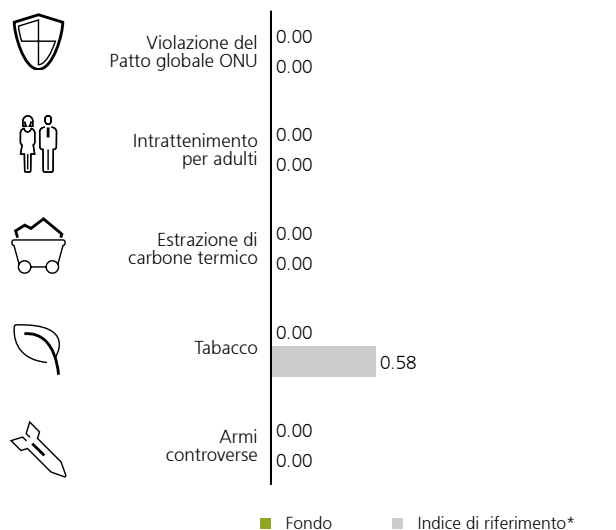 Violazione del
Patto globale ONU
0.00
0.00
Intrattenimento
per adulti
0.00
0.00
Estrazione di
carbone termico
0.00
0.00
Tabacco
0.00
0.58
Armi
controverse
0.00
0.00
Fondo
Indice di riferimento*